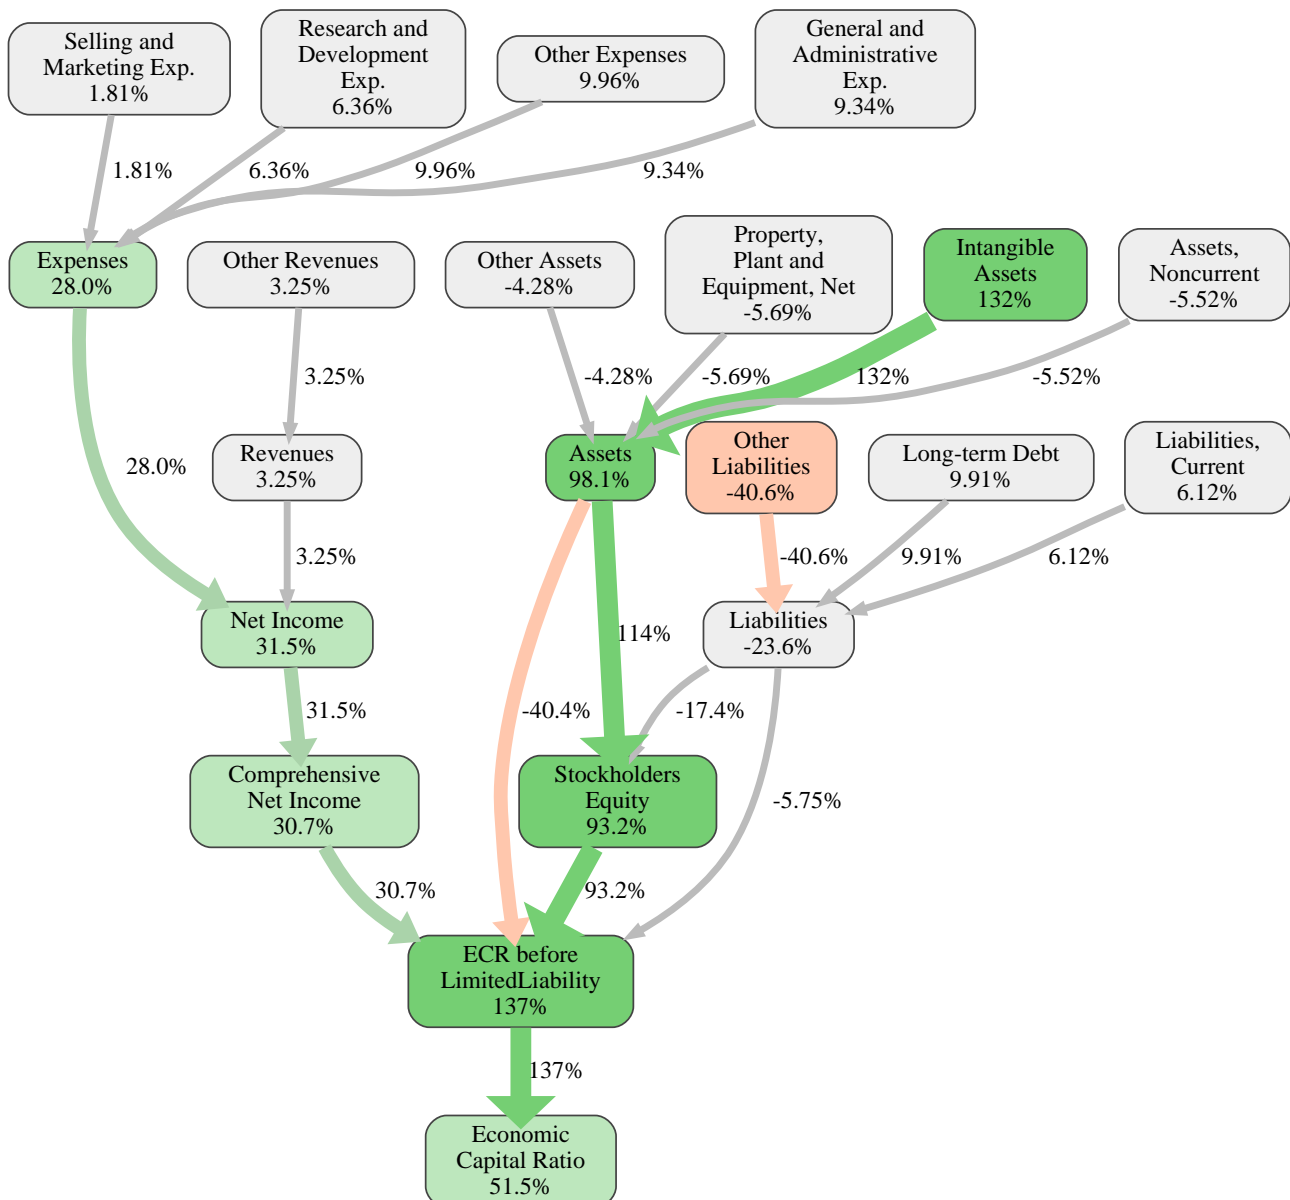 Selling and
Marketing Exp.
1.81%
Research and
Development
Exp.
6.36%
Other Expenses
9.96%
General and
Administrative
Exp.
9.34%
1.81%
6.36%
9.96%
9.34%
Expenses
28.0%
Other Revenues
3.25%
Other Assets
-4.28%
Property,
Plant and
Equipment, Net
-5.69%
Intangible
Assets
132%
Assets,
Noncurrent
-5.52%
3.25%
-4.28%
-5.69%
132%
-5.52%
28.0%
Revenues
3.25%
Assets
98.1%
Other
Liabilities
-40.6%
Long-term Debt
9.91%
Liabilities,
Current
6.12%
3.25%
-40.6%
9.91%
6.12%
Net Income
31.5%
114%
Liabilities
-23.6%
31.5%
-40.4%
-17.4%
Comprehensive
Net Income
30.7%
Stockholders
Equity
93.2%
-5.75%
30.7%
93.2%
ECR before
LimitedLiability
137%
137%
Economic
Capital Ratio
51.5%